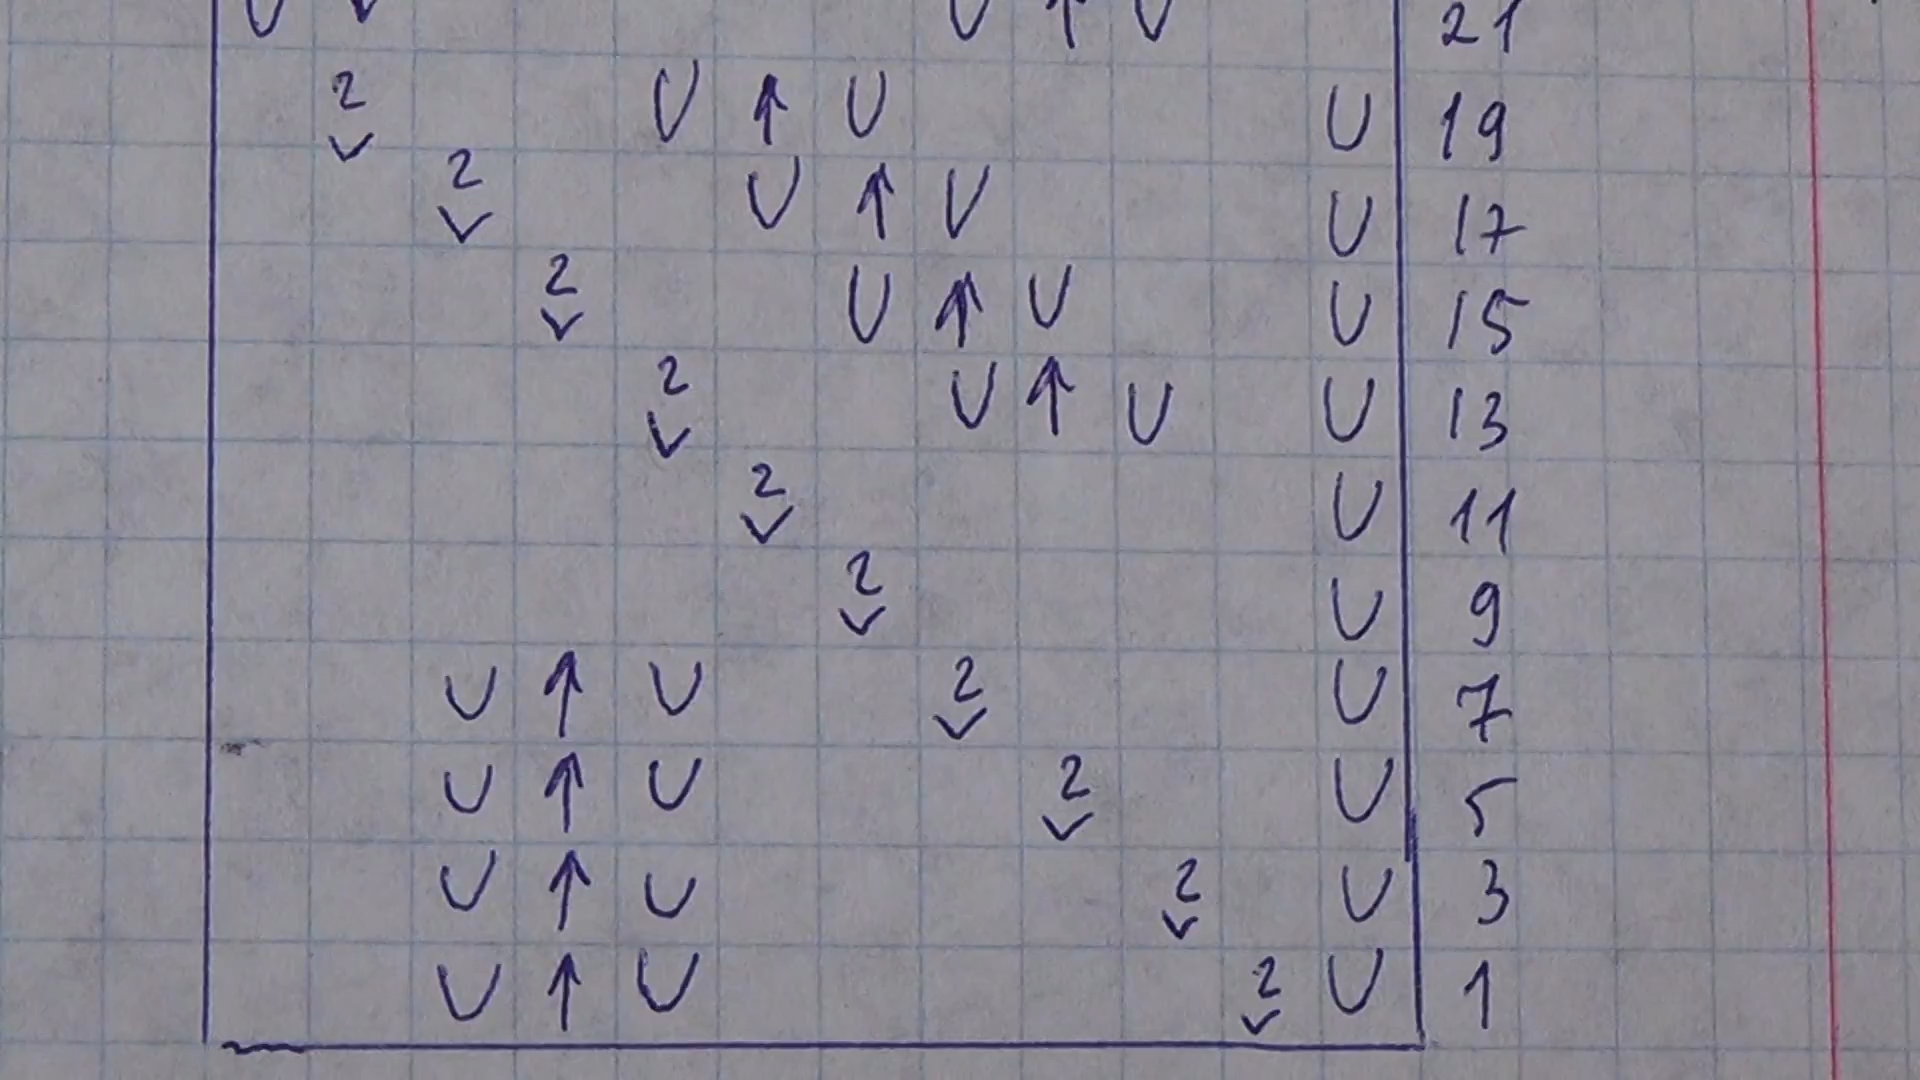 U ↑ U 21
2 U ↑ U U 19
2 U ↑ U U 17
2 U ↑ U U 15
2 U ↑ U U 13
2 U 11
2 U 9
U ↑ U 2 U 7
U ↑ U 2 U 5
U ↑ U 2 U 3
U ↑ U 2 U 1